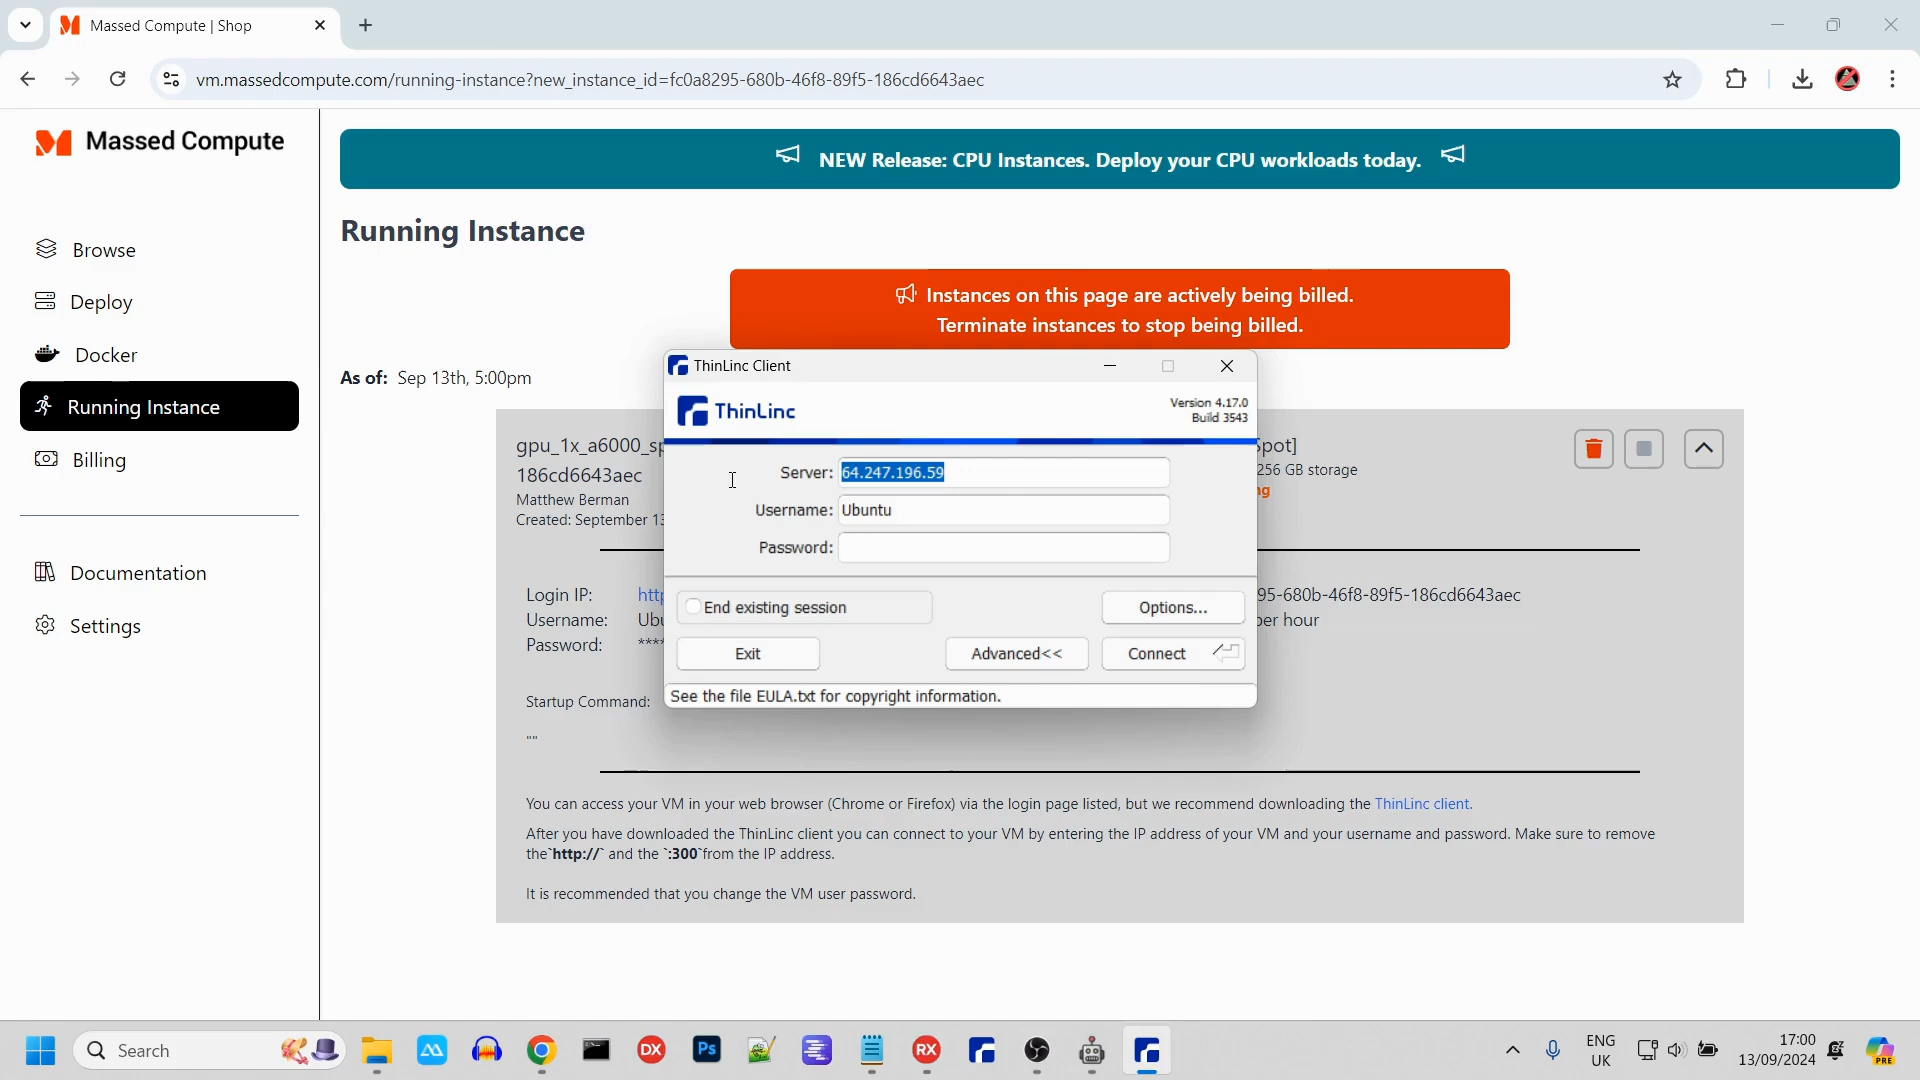 Massed Compute | Shop
vm.massedcompute.com/running-instance?new_instance_id=fc0a8295-680b-46f8-89f5-186cd6643aec
Massed Compute
NEW Release: CPU Instances. Deploy your CPU workloads today.
Browse
Deploy
Docker
Running Instance
Billing
Documentation
Settings
Running Instance
Instances on this page are actively being billed.
Terminate instances to stop being billed.
As of: Sep 13th, 5:00pm
gpu_1x_a6000_sp
186cd6643aec
Matthew Berman
Created: September 13
Spot]
256 GB storage
ng
ThinLinc Client
ThinLinc
Version 4.17.0
Build 3543
Server: 64.247.196.59
Username: Ubuntu
Password:
End existing session
Options...
Exit
Advanced<<
Connect
See the file EULA.txt for copyright information.
Login IP: http
95-680b-46f8-89f5-186cd6643aec
Username: Ubu
per hour
Password: ****
Startup Command:
""
You can access your VM in your web browser (Chrome or Firefox) via the login page listed, but we recommend downloading the ThinLinc client.
After you have downloaded the ThinLinc client you can connect to your VM by entering the IP address of your VM and your username and password. Make sure to remove
the`http://` and the `:300`from the IP address.
It is recommended that you change the VM user password.
Search
DX
Ps
RX
ENG
UK
17:00
13/09/2024
PRE